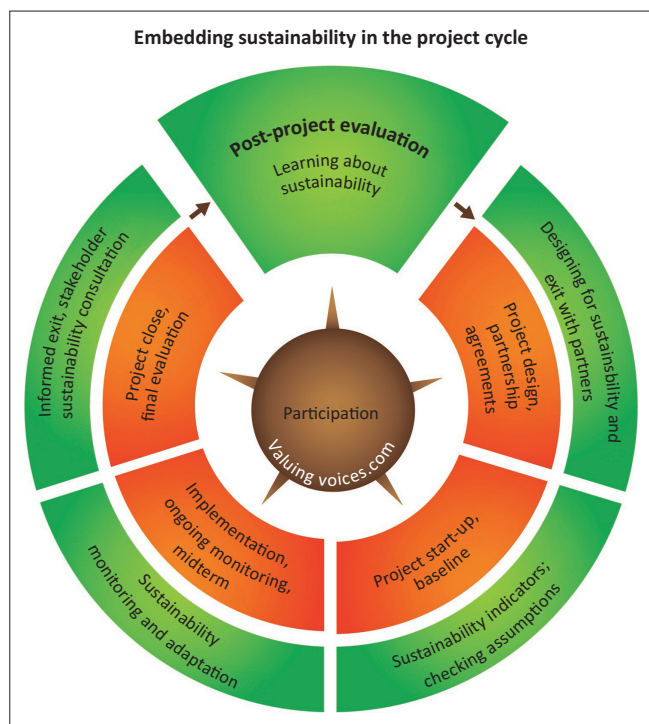 Embedding sustainability in the project cycle
Post-project evaluation
Learning about
sustainability
Designing for sustainsbility and
exit with partners
Project design,
partnership
agreements
Sustainability indicators;
checking assumptions
Project start-up,
baseline
Implementation,
ongoing monitoring,
midterm
Sustainability
monitoring and adaptation
Project close,
final evaluation
Informed exit, stakeholder
sustainability consultation
Participation
Valuing voices.com